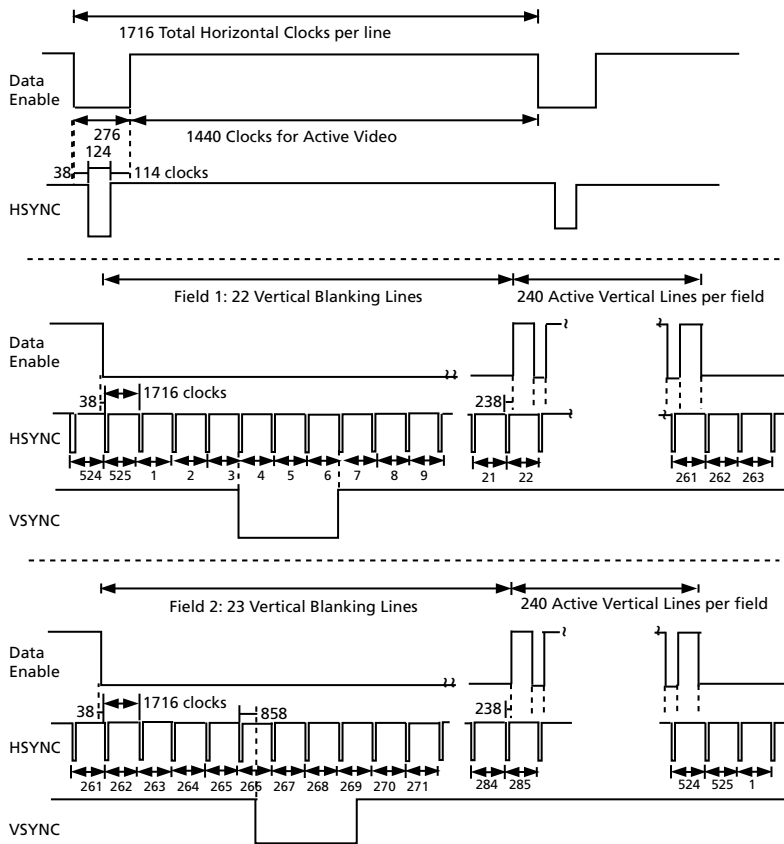 1716 Total Horizontal Clocks per line
Data
Enable
276
1440 Clocks for Active Video
124
38
114 clocks
HSYNC
Field 1: 22 Vertical Blanking Lines
240 Active Vertical Lines per field
Data
Enable
1716 clocks
38
238
HSYNC
524 525 1 2 3 4 5 6 7 8 9 21 22 261 262 263
VSYNC
Field 2: 23 Vertical Blanking Lines
240 Active Vertical Lines per field
Data
Enable
1716 clocks
38
858
238
HSYNC
261 262 263 264 265 266 267 268 269 270 271 284 285 524 525 1
VSYNC